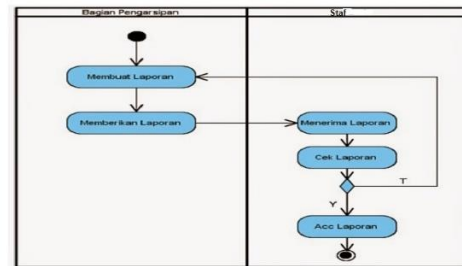 Bagian Pengarsipan
Staf
Membuat Laporan
Memberikan Laporan
Menerima Laporan
Cek Laporan
T
Y
Acc Laporan